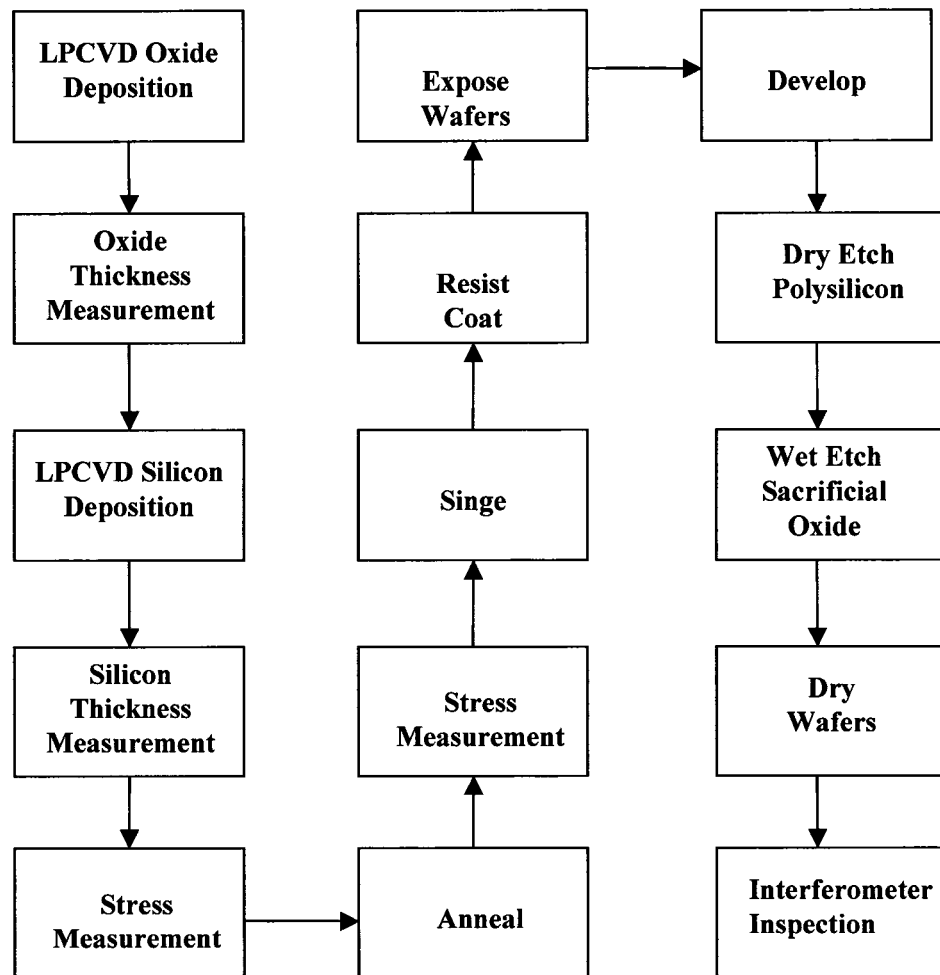 LPCVD Oxide
Deposition
Oxide
Thickness
Measurement
LPCVD Silicon
Deposition
Silicon
Thickness
Measurement
Stress
Measurement
Anneal
Stress
Measurement
Singe
Resist
Coat
Expose
Wafers
Develop
Dry Etch
Polysilicon
Wet Etch
Sacrificial
Oxide
Dry
Wafers
Interferometer
Inspection